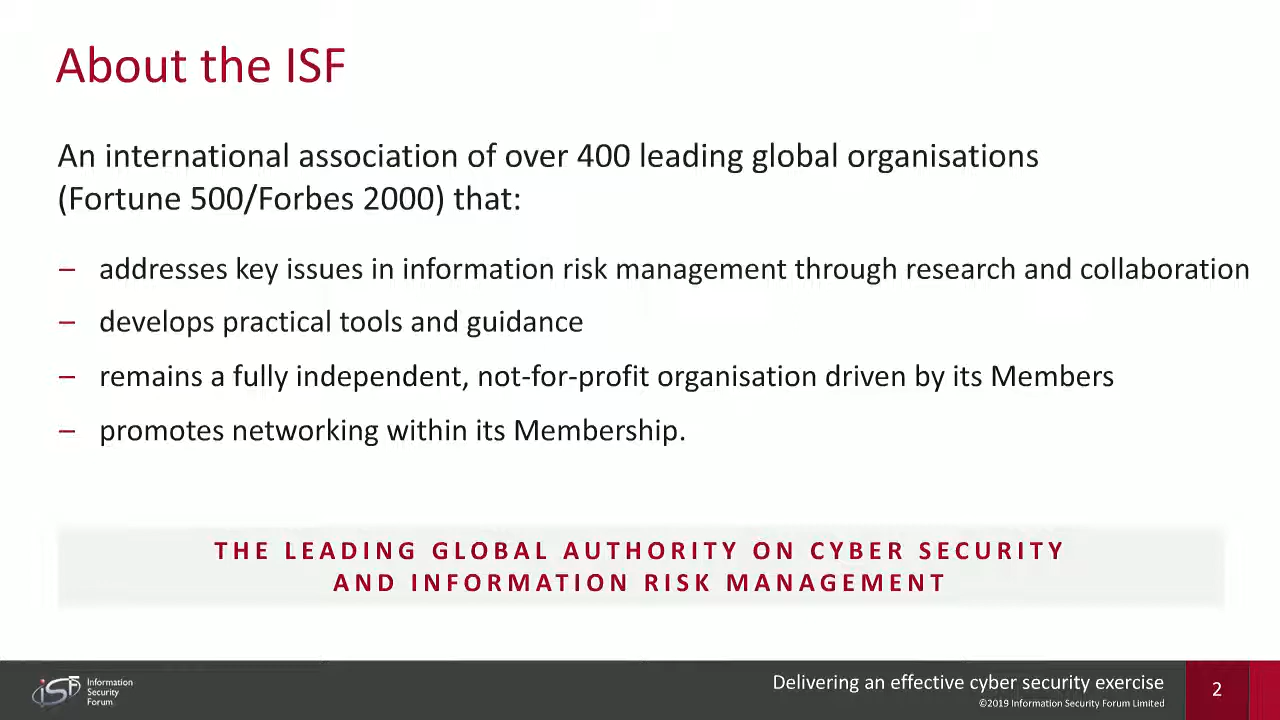 About the ISF
An international association of over 400 leading global organisations
(Fortune 500/Forbes 2000) that:
– addresses key issues in information risk management through research and collaboration
– develops practical tools and guidance
– remains a fully independent, not-for-profit organisation driven by its Members
– promotes networking within its Membership.
THE LEADING GLOBAL AUTHORITY ON CYBER SECURITY
AND INFORMATION RISK MANAGEMENT
iSF
Information
Security
Forum
Delivering an effective cyber security exercise
©2019 Information Security Forum Limited
2